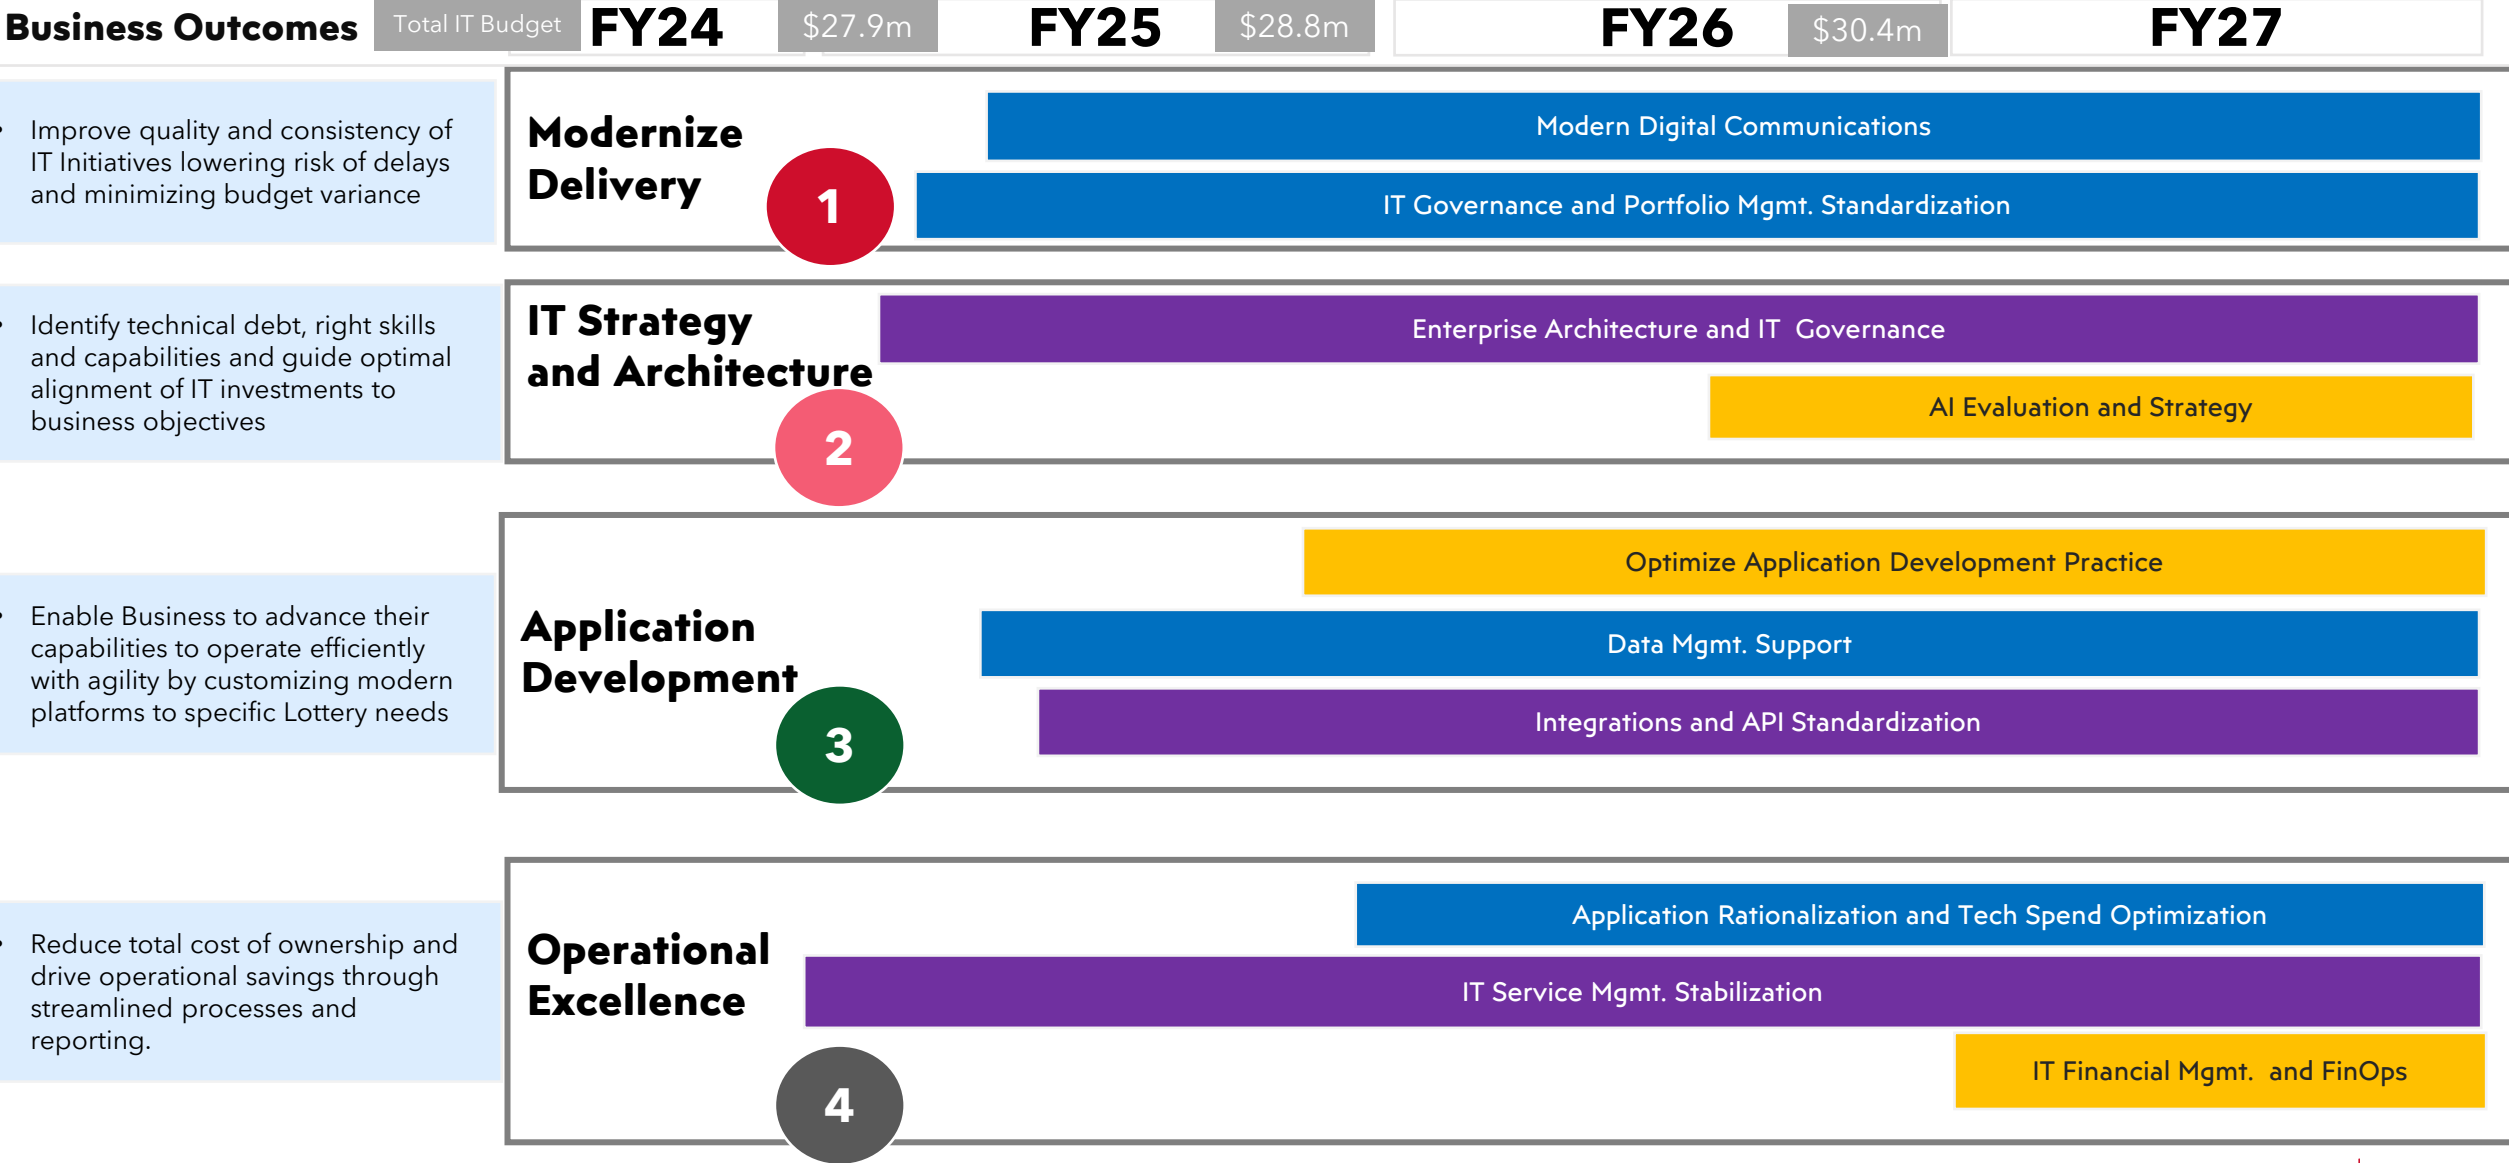 Business Outcomes Total IT Budget FY24 $27.9m FY25 $28.8m FY26 $30.4m FY27
• Improve quality and consistency of
IT Initiatives lowering risk of delays
and minimizing budget variance
Modernize
Delivery
1
Modern Digital Communications
IT Governance and Portfolio Mgmt. Standardization
• Identify technical debt, right skills
and capabilities and guide optimal
alignment of IT investments to
business objectives
IT Strategy
and Architecture
2
Enterprise Architecture and IT  Governance
AI Evaluation and Strategy
• Enable Business to advance their
capabilities to operate efficiently
with agility by customizing modern
platforms to specific Lottery needs
Application
Development
3
Optimize Application Development Practice
Data Mgmt. Support
Integrations and API Standardization
• Reduce total cost of ownership and
drive operational savings through
streamlined processes and
reporting.
Operational
Excellence
4
Application Rationalization and Tech Spend Optimization
IT Service Mgmt. Stabilization
IT Financial Mgmt.  and FinOps